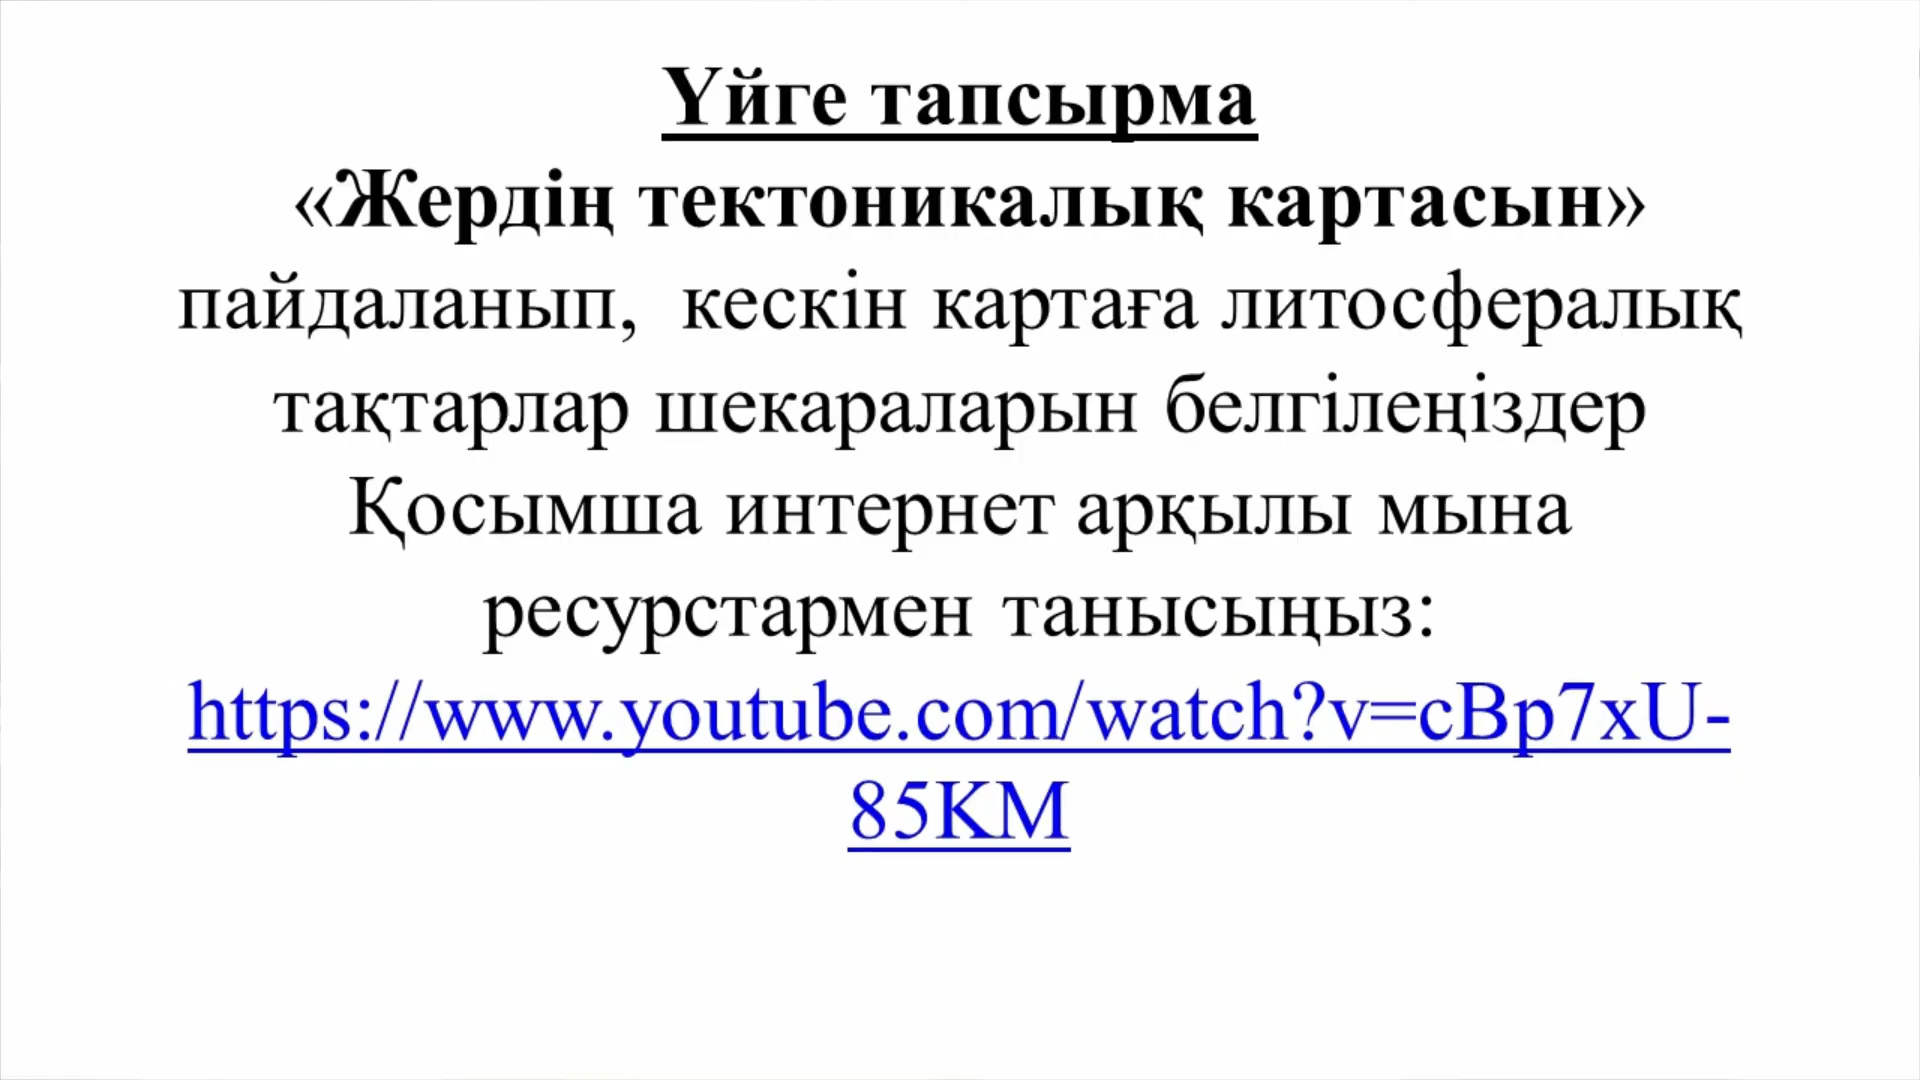 Үйге тапсырма
«Жердің тектоникалық картасын»
пайдаланып, кескін картаға литосфералық
тақтарлар шекараларын белгілеңіздер
Қосымша интернет арқылы мына
ресурстармен танысыңыз:
https://www.youtube.com/watch?v=cBp7xU-
85KM